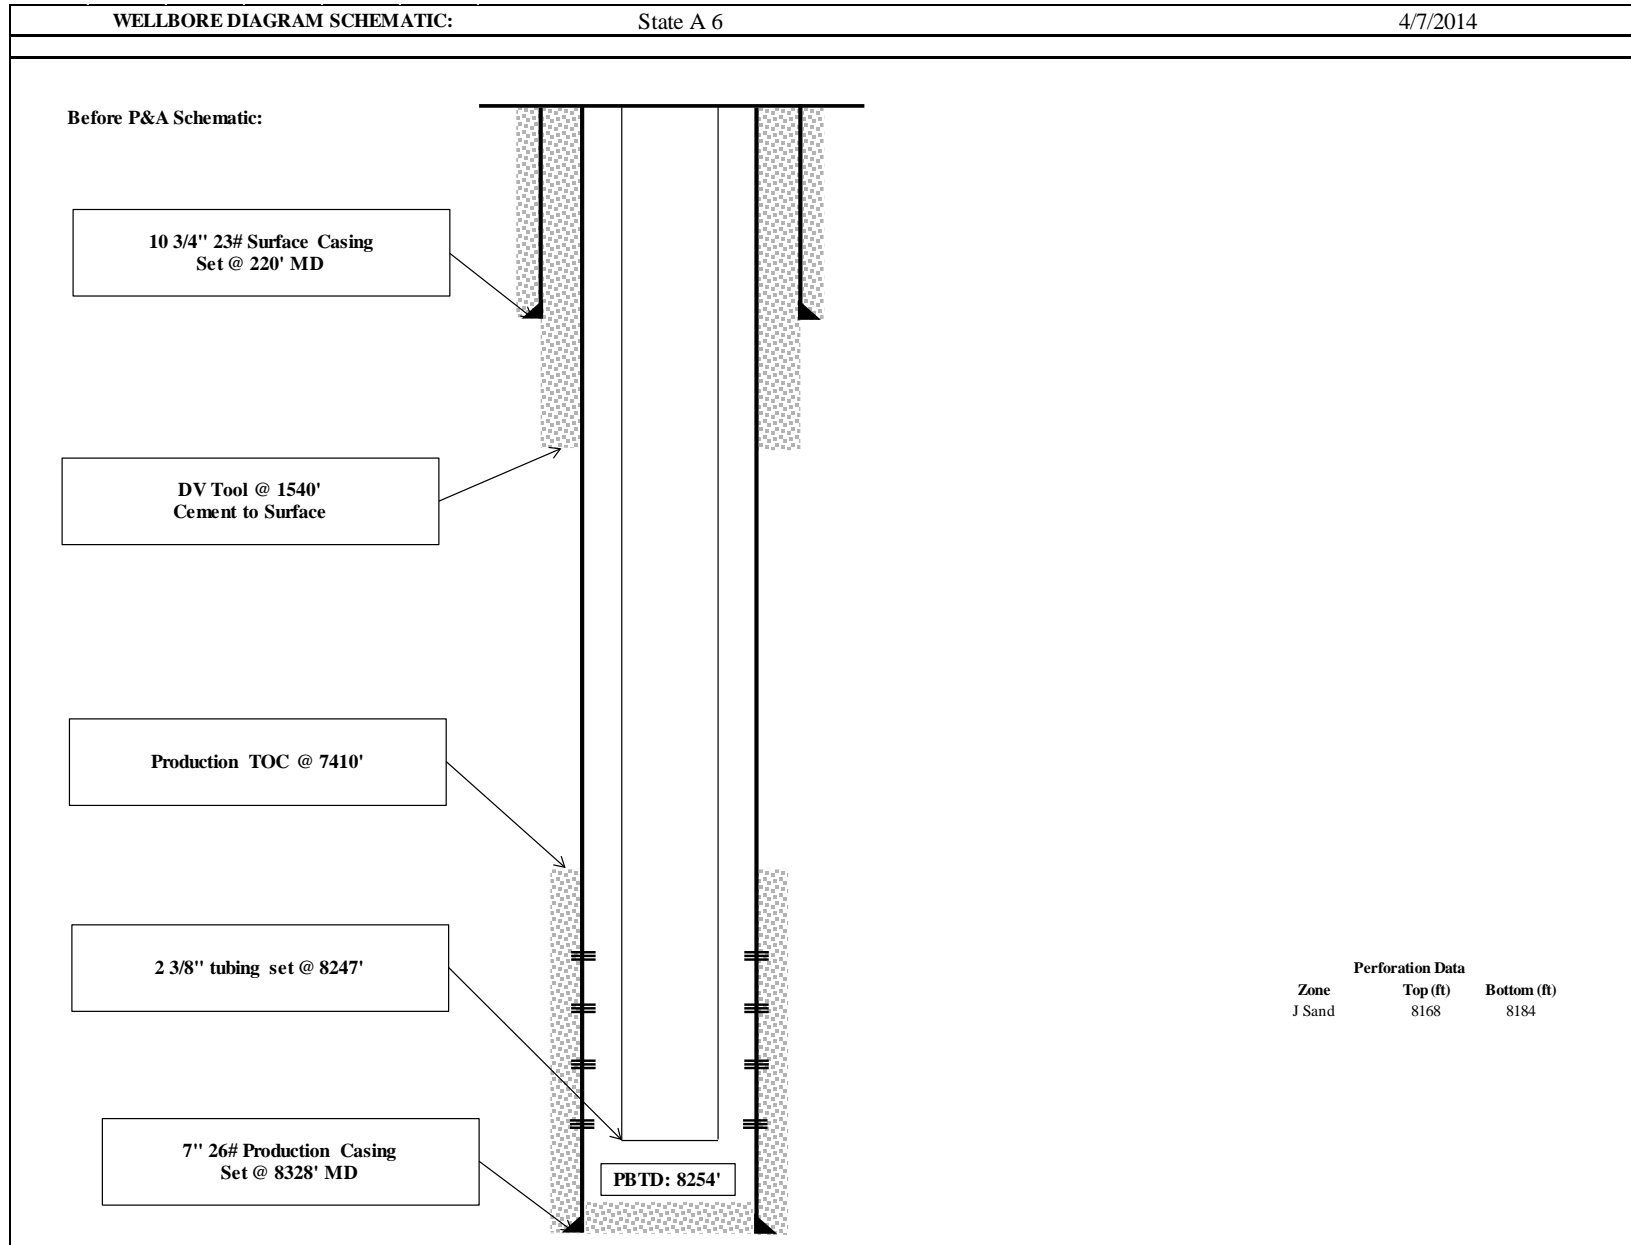 WELLBORE DIAGRAM SCHEMATIC: State A 6 4/7/2014
Before P&A Schematic:
10 3/4" 23# Surface Casing
Set @ 220' MD
DV Tool @ 1540'
Cement to Surface
Production TOC @ 7410'
2 3/8" tubing set @ 8247'
Perforation Data
Zone Top (ft) Bottom (ft)
J Sand 8168 8184
7" 26# Production Casing
Set @ 8328' MD
PBTD: 8254'